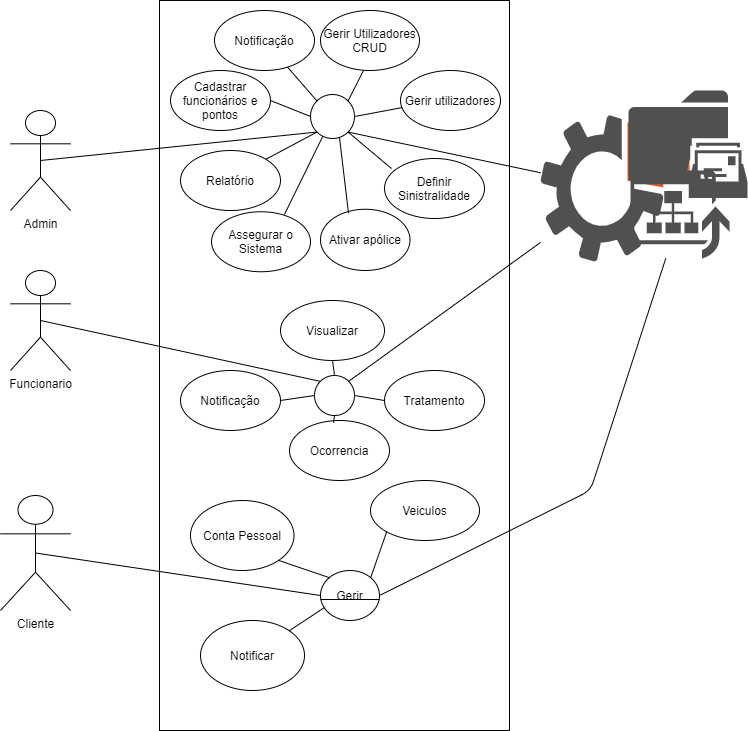 Notificação
Gerir Utilizadores
CRUD
Cadastrar
funcionários e
pontos
Gerir utilizadores
Admin
Relatório
Definir
Sinistralidade
Assegurar o
Sistema
Ativar apólice
Funcionario
Visualizar
Notificação
Tratamento
Ocorrencia
Cliente
Conta Pessoal
Veiculos
Gerir
Notificar